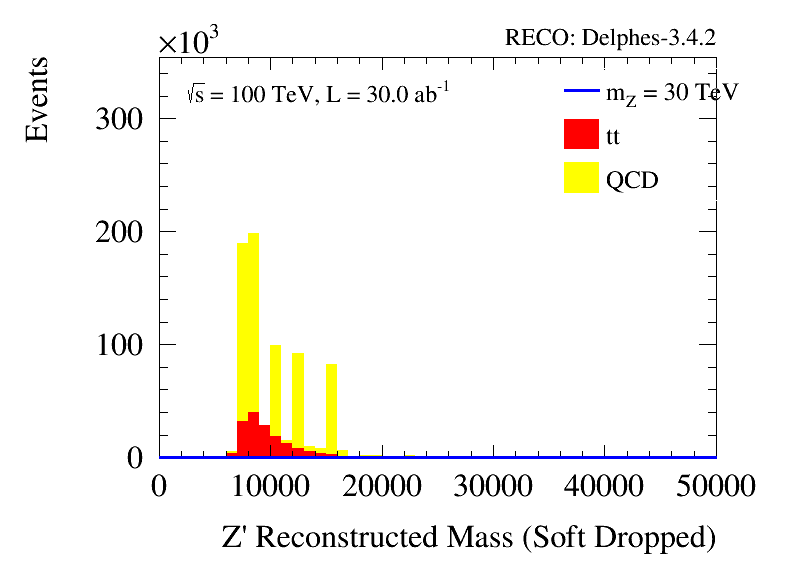 ×10³
RECO: Delphes-3.4.2
Events
√s = 100 TeV, L = 30.0 ab⁻¹
m_Z = 30 TeV
tt
QCD
300
200
100
0
0 10000 20000 30000 40000 50000
Z' Reconstructed Mass (Soft Dropped)